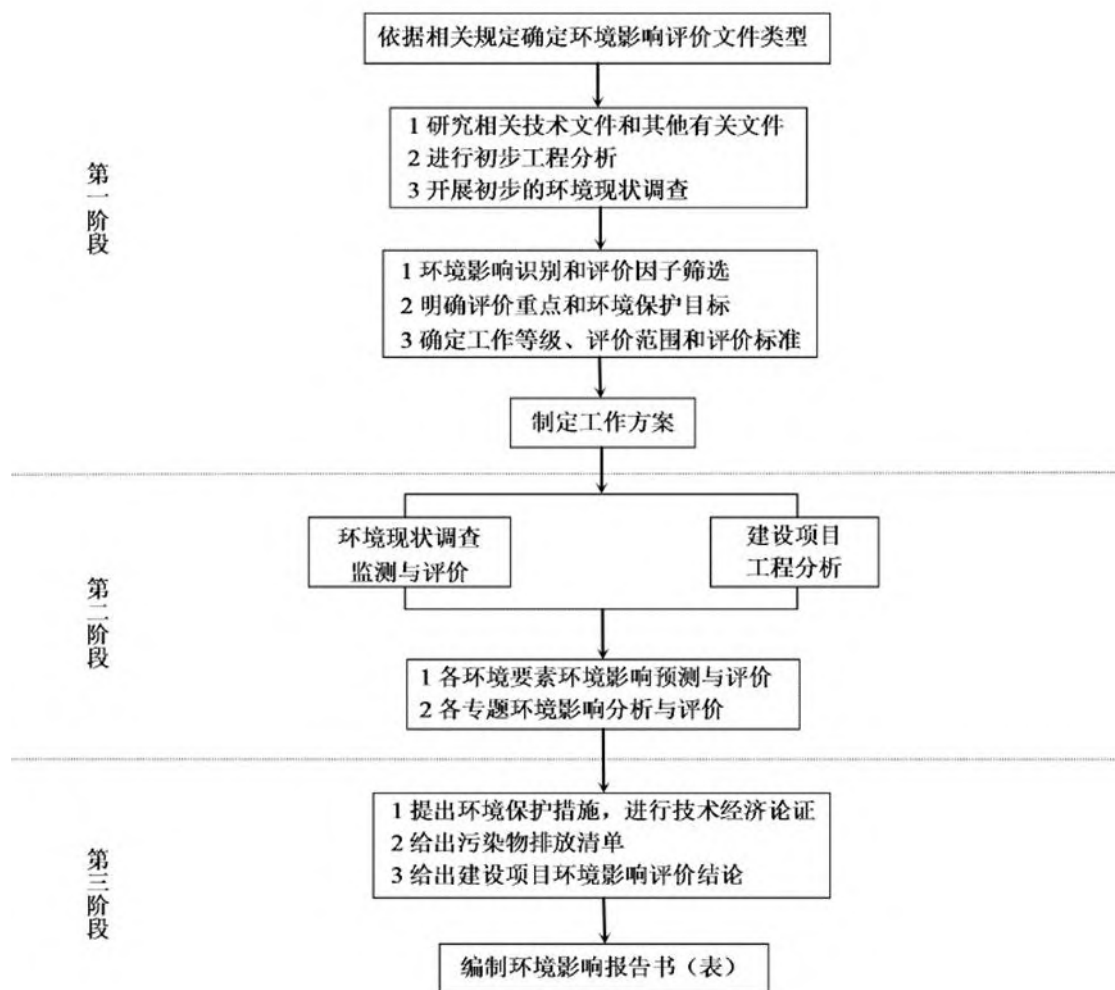 依据相关规定确定环境影响评价文件类型
1 研究相关技术文件和其他有关文件
2 进行初步工程分析
3 开展初步的环境现状调查
第一阶段
1 环境影响识别和评价因子筛选
2 明确评价重点和环境保护目标
3 确定工作等级、评价范围和评价标准
制定工作方案
环境现状调查
监测与评价
建设项目
工程分析
第二阶段
1 各环境要素环境影响预测与评价
2 各专题环境影响分析与评价
1 提出环境保护措施，进行技术经济论证
2 给出污染物排放清单
3 给出建设项目环境影响评价结论
第三阶段
编制环境影响报告书（表）